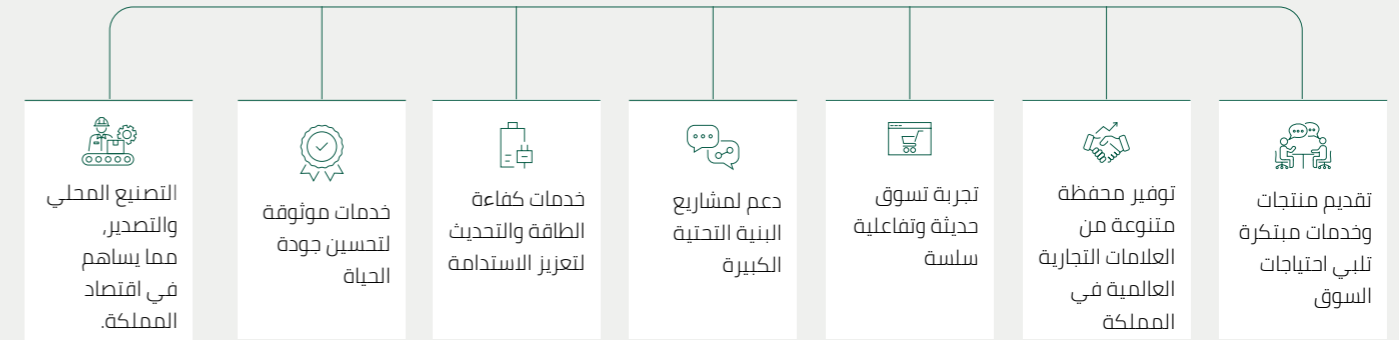 تقديم منتجات
وخدمات مبتكرة
تلبي احتياجات
السوق
توفير محفظة
متنوعة من
العلامات التجارية
العالمية في
المملكة
تجربة تسوق
حديثة وتفاعلية
سلسة
دعم لمشاريع
البنية التحتية
الكبيرة
خدمات كفاءة
الطاقة والتحديث
لتعزيز الاستدامة
خدمات موثوقة
لتحسين جودة
الحياة
التصنيع المحلي
والتصدير,
مما يساهم
في اقتصاد
المملكة.